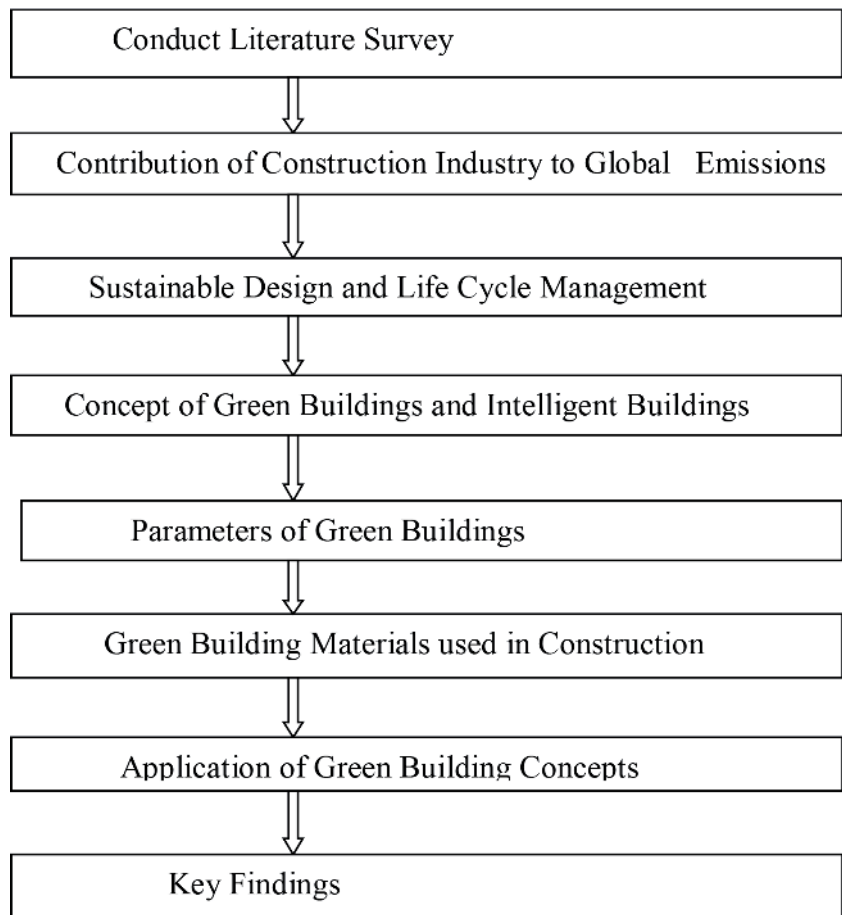 Conduct Literature Survey
Contribution of Construction Industry to Global Emissions
Sustainable Design and Life Cycle Management
Concept of Green Buildings and Intelligent Buildings
Parameters of Green Buildings
Green Building Materials used in Construction
Application of Green Building Concepts
Key Findings